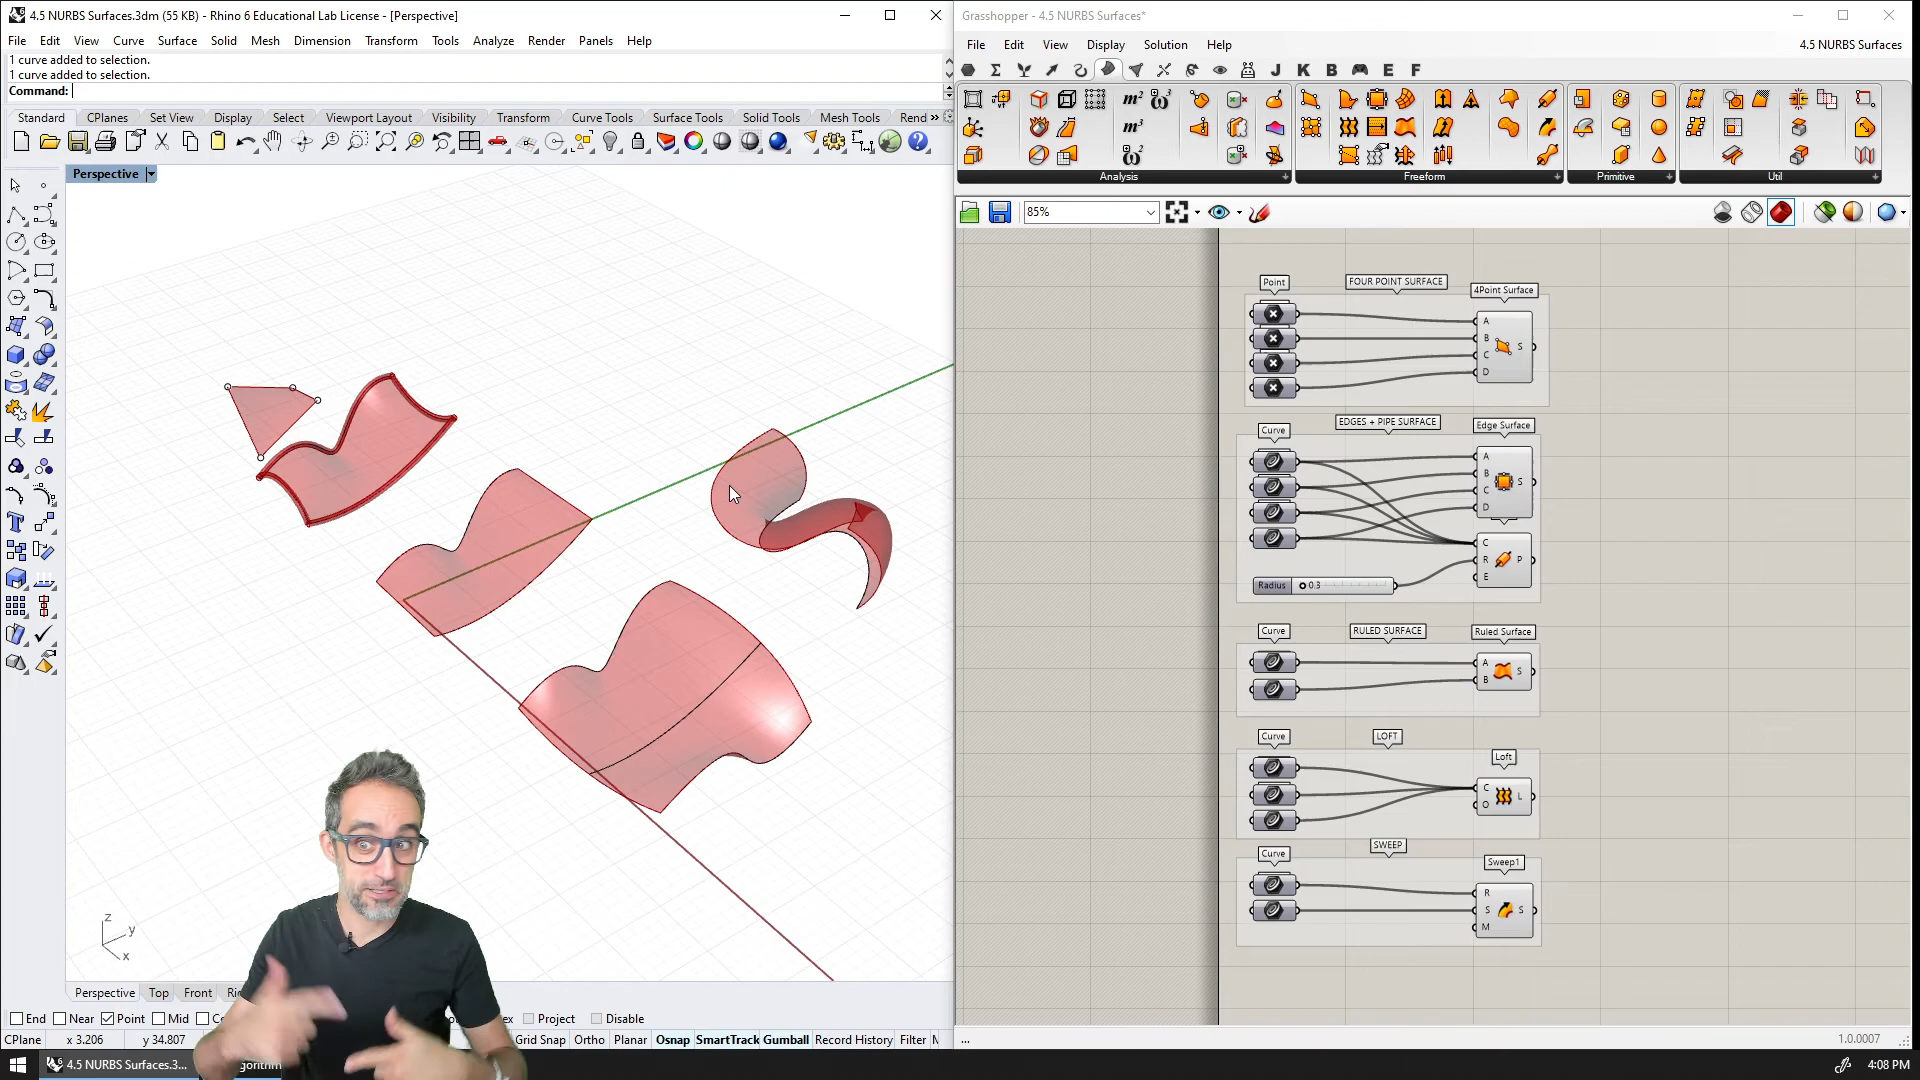 4.5 NURBS Surfaces.3dm (55 KB) - Rhino 6 Educational Lab License - [Perspective]
File Edit View Curve Surface Solid Mesh Dimension Transform Tools Analyze Render Panels Help
1 curve added to selection.
1 curve added to selection.
Command:
Standard CPlanes Set View Display Select Viewport Layout Visibility Transform Curve Tools Surface Tools Solid Tools Mesh Tools Rend »
Perspective
z
y
x
Perspective Top Front
End Near Point Mid Project Disable
CPlane x 3.206 y 34.807 Grid Snap Ortho Planar Osnap SmartTrack Gumball Record History Filter M
4.5 NURBS Surfaces.3...
Grasshopper - 4.5 NURBS Surfaces*
File Edit View Display Solution Help 4.5 NURBS Surfaces
J K B E F
m² ω³
m³
ω²
Analysis Freeform Primitive Util
85%
Point FOUR POINT SURFACE 4Point Surface
A
B
C
D
S
Curve EDGES + PIPE SURFACE Edge Surface
A
B
C
D
S
C
R
E
P
Radius 0.3
Curve RULED SURFACE Ruled Surface
A
B
S
Curve LOFT Loft
C
O
L
Curve SWEEP Sweep1
R
S
M
S
... 1.0.0007
4:08 PM